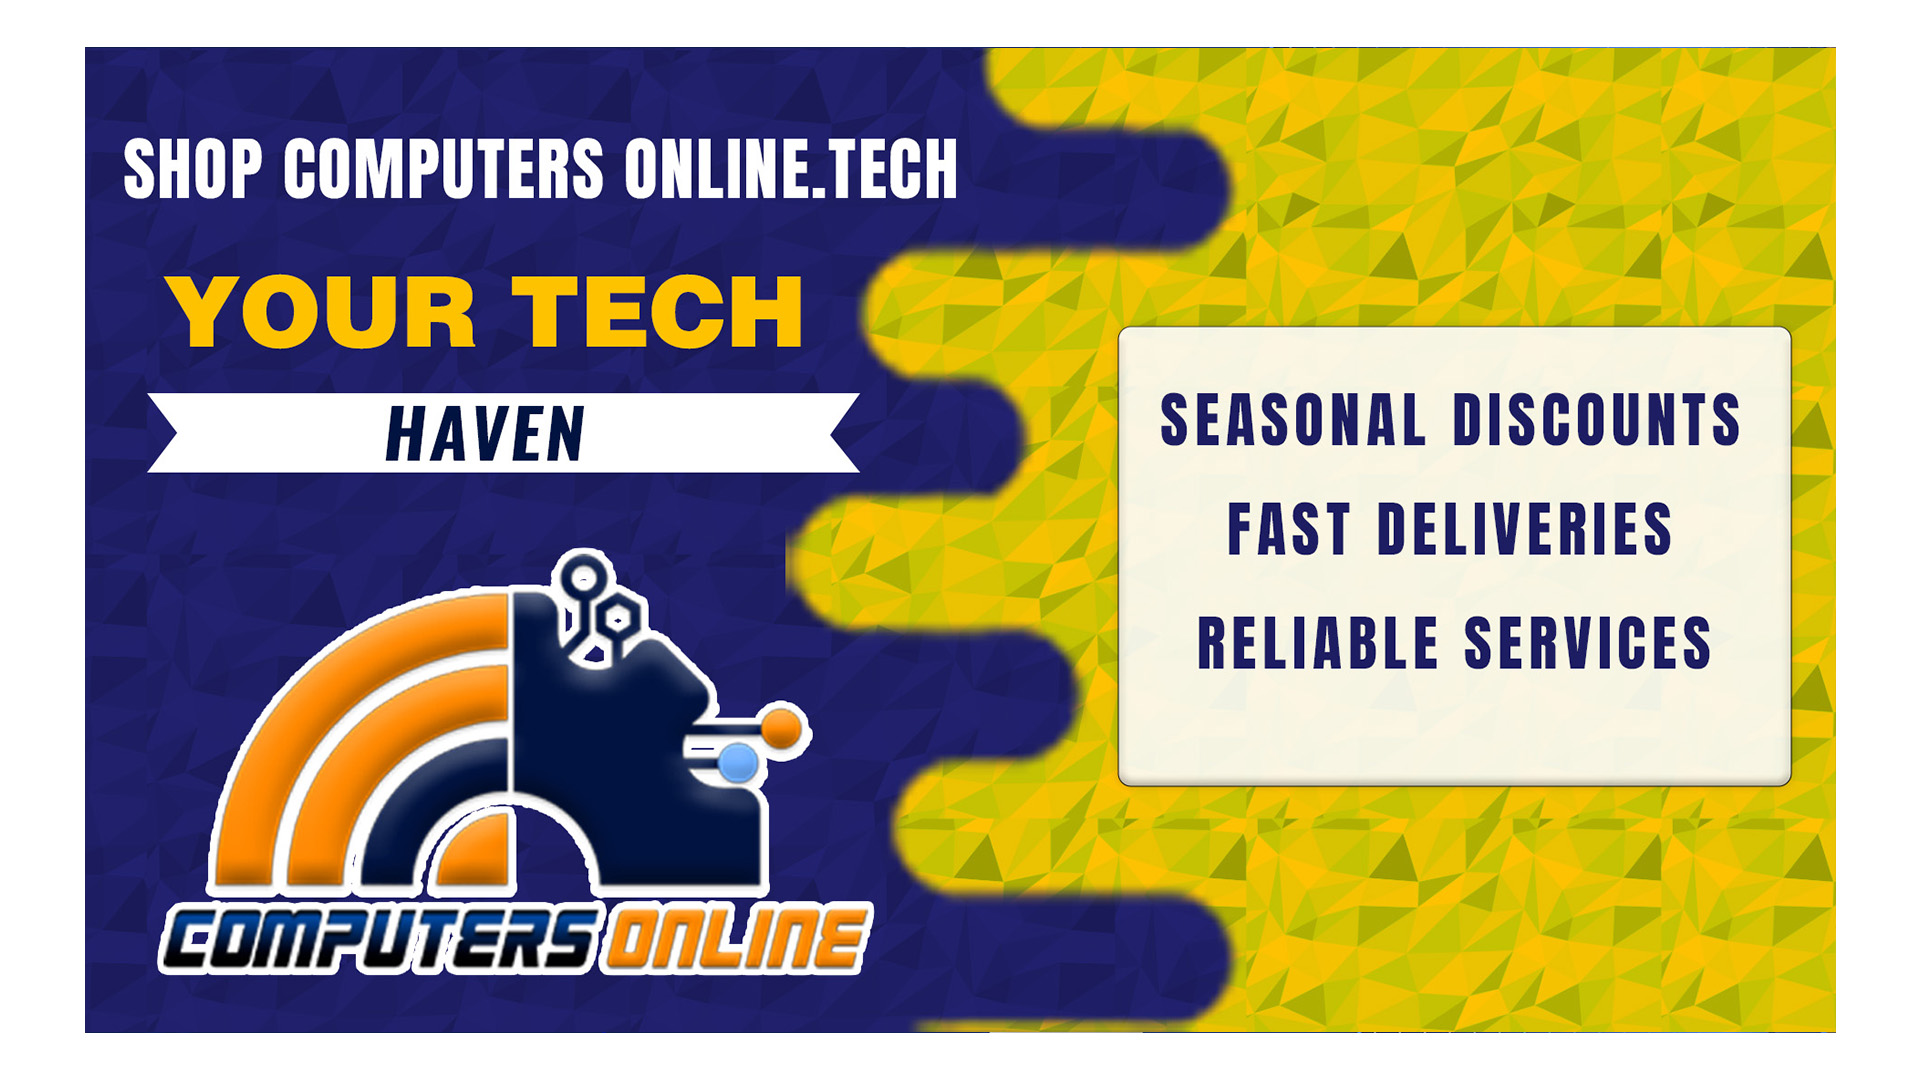 SHOP COMPUTERS ONLINE.TECH
YOUR TECH
HAVEN
COMPUTERS ONLINE
SEASONAL DISCOUNTS
FAST DELIVERIES
RELIABLE SERVICES